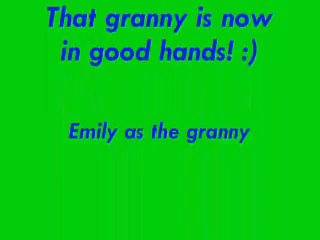 That granny is now
in good hands! :)
Emily as the granny